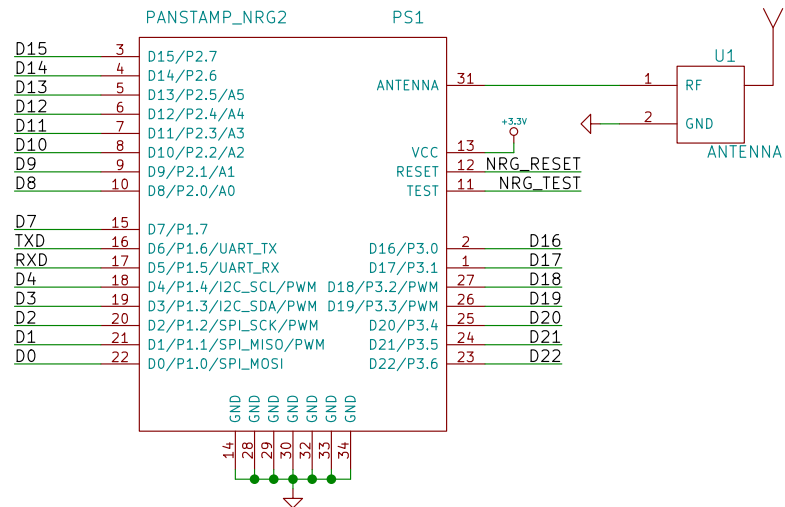 PANSTAMP_NRG2 PS1
D15 3 D15/P2.7
D14 4 D14/P2.6
D13 5 D13/P2.5/A5
D12 6 D12/P2.4/A4
D11 7 D11/P2.3/A3
D10 8 D10/P2.2/A2
D9 9 D9/P2.1/A1
D8 10 D8/P2.0/A0
D7 15 D7/P1.7
TXD 16 D6/P1.6/UART_TX
RXD 17 D5/P1.5/UART_RX
D4 18 D4/P1.4/I2C_SCL/PWM
D3 19 D3/P1.3/I2C_SDA/PWM
D2 20 D2/P1.2/SPI_SCK/PWM
D1 21 D1/P1.1/SPI_MISO/PWM
D0 22 D0/P1.0/SPI_MOSI
ANTENNA 31
+3.3V
VCC 13
RESET 12 NRG_RESET
TEST 11 NRG_TEST
D16/P3.0 2 D16
D17/P3.1 1 D17
D18/P3.2/PWM 27 D18
D19/P3.3/PWM 26 D19
D20/P3.4 25 D20
D21/P3.5 24 D21
D22/P3.6 23 D22
GND GND GND GND GND GND GND
14 28 29 30 32 33 34
U1
1 RF
2 GND
ANTENNA